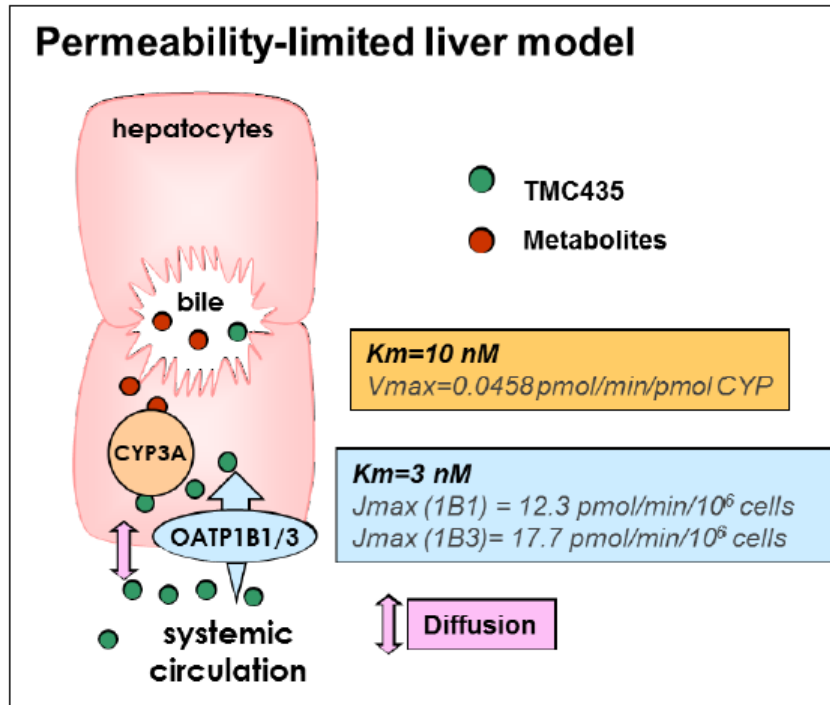 Permeability-limited liver model
hepatocytes
TMC435
Metabolites
bile
Km=10 nM
Vmax=0.0458 pmol/min/pmol CYP
CYP3A
Km=3 nM
Jmax (1B1) = 12.3 pmol/min/10⁶ cells
Jmax (1B3)= 17.7 pmol/min/10⁶ cells
OATP1B1/3
Diffusion
systemic
circulation